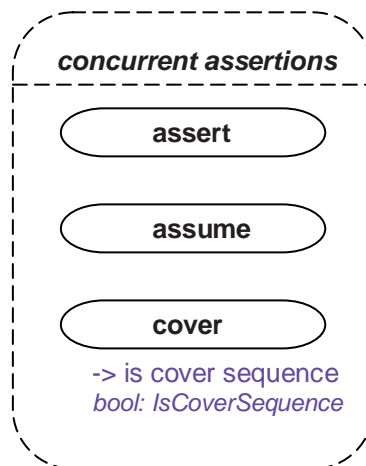 concurrent assertions
assert
assume
cover
-> is cover sequence
bool: IsCoverSequence